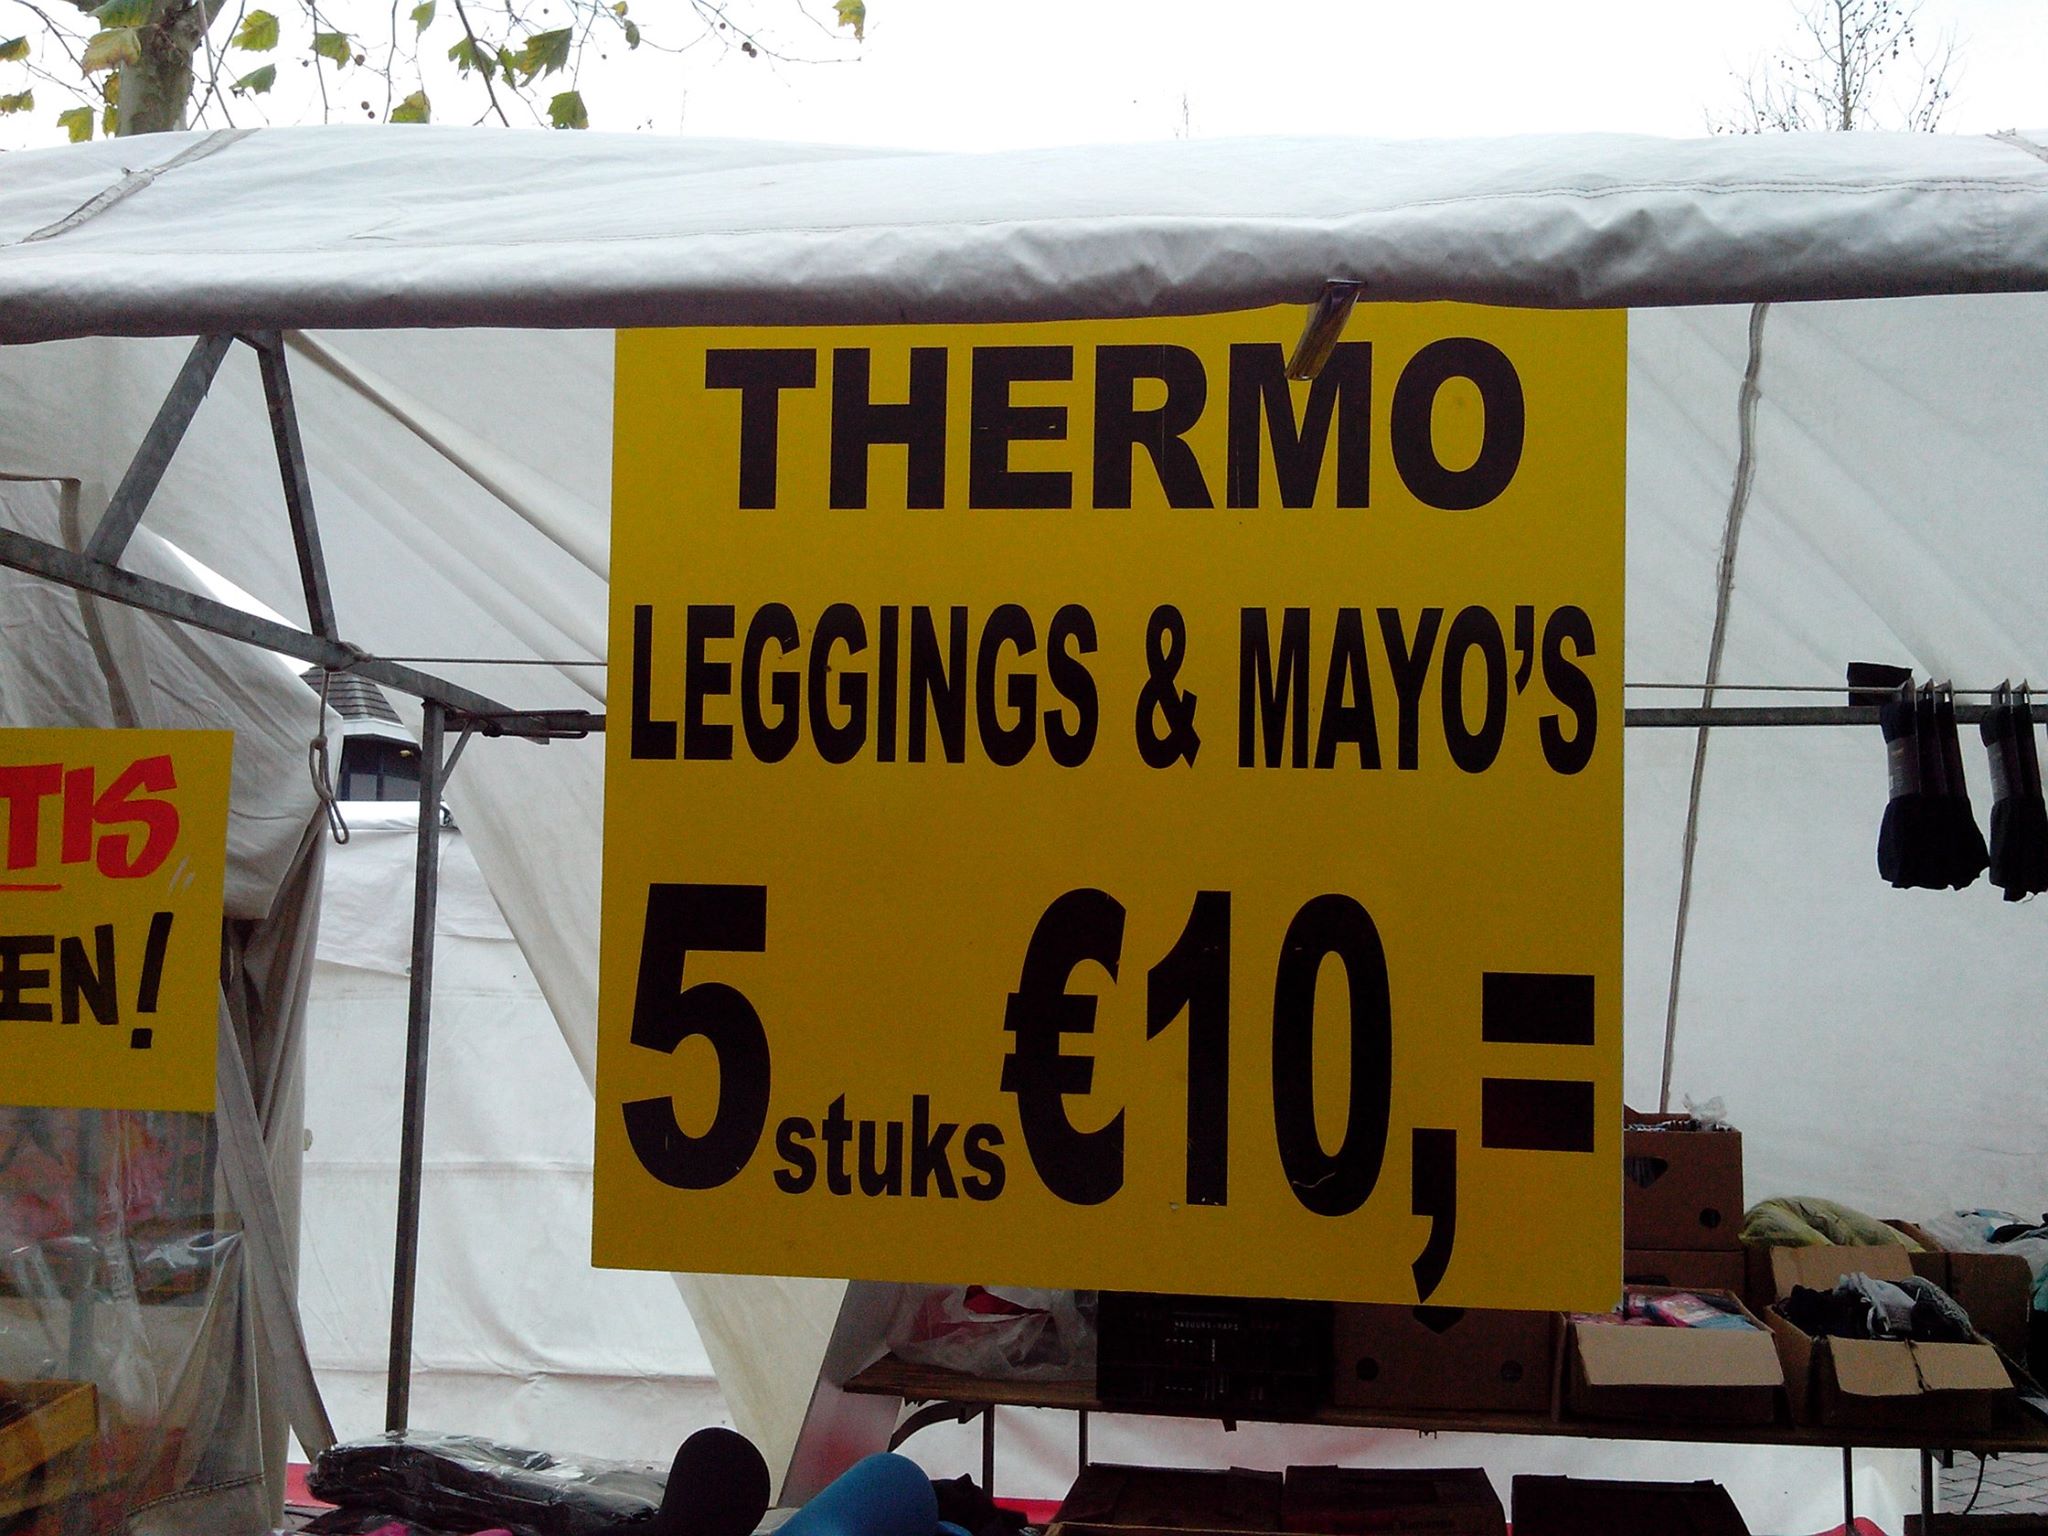 THERMO
LEGGINGS & MAYO'S
5 stuks €10,=
TIS
EN!